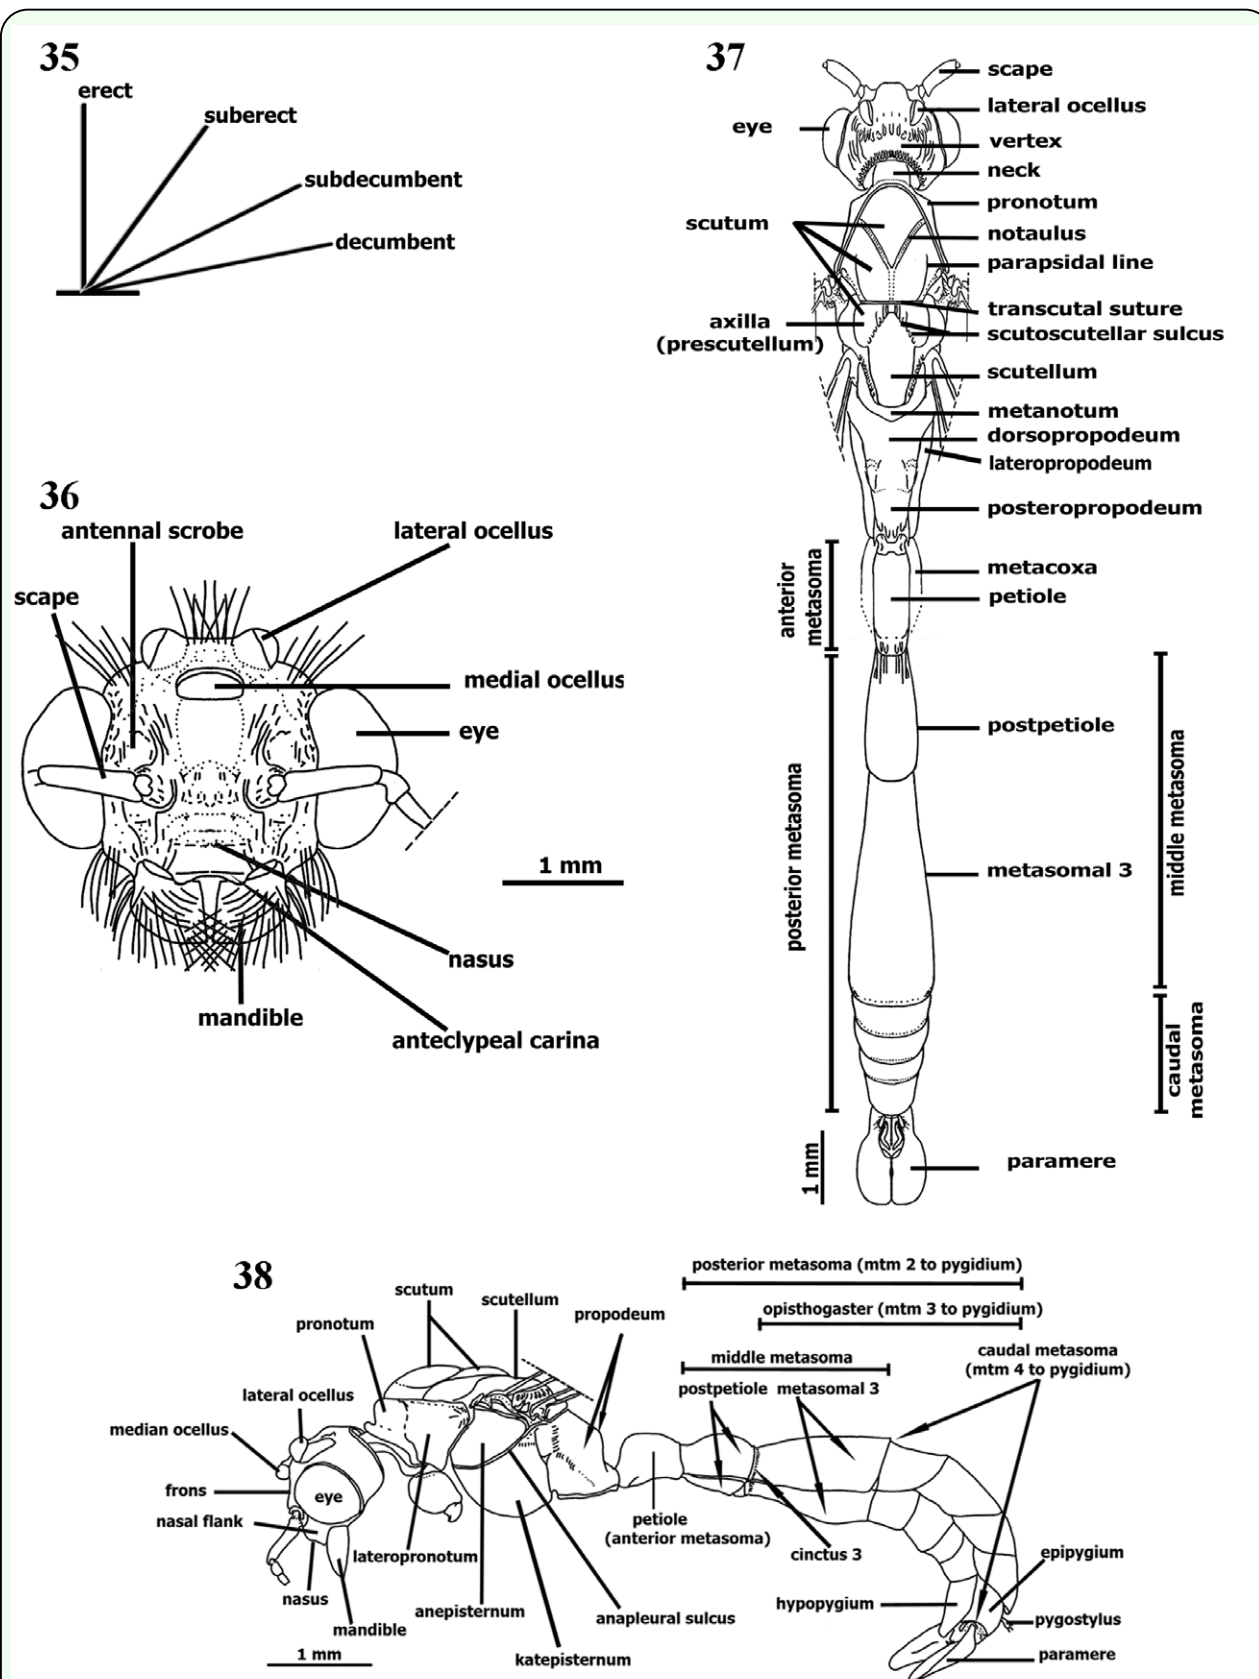 35
erect
suberect
subdecumbent
decumbent
36
antennal scrobe
lateral ocellus
scape
medial ocellus
eye
1 mm
nasus
mandible
anteclypeal carina
37
scape
lateral ocellus
eye
vertex
neck
pronotum
scutum
notaulus
parapsidal line
transcutal suture
axilla
(prescutellum)
scutoscutellar sulcus
scutellum
metanotum
dorsopropodeum
lateropropodeum
posteropropodeum
anterior
metasoma
metacoxa
petiole
postpetiole
posterior metasoma
middle metasoma
metasomal 3
caudal
metasoma
1 mm
paramere
38
posterior metasoma (mtm 2 to pygidium)
scutum
scutellum
opisthogaster (mtm 3 to pygidium)
pronotum
propodeum
middle metasoma
caudal metasoma
(mtm 4 to pygidium)
postpetiole metasomal 3
lateral ocellus
median ocellus
frons
eye
nasal flank
petiole
(anterior metasoma)
lateropronotum
cinctus 3
epipygium
nasus
hypopygium
anepisternum
anapleural sulcus
pygostylus
mandible
1 mm
katepisternum
paramere